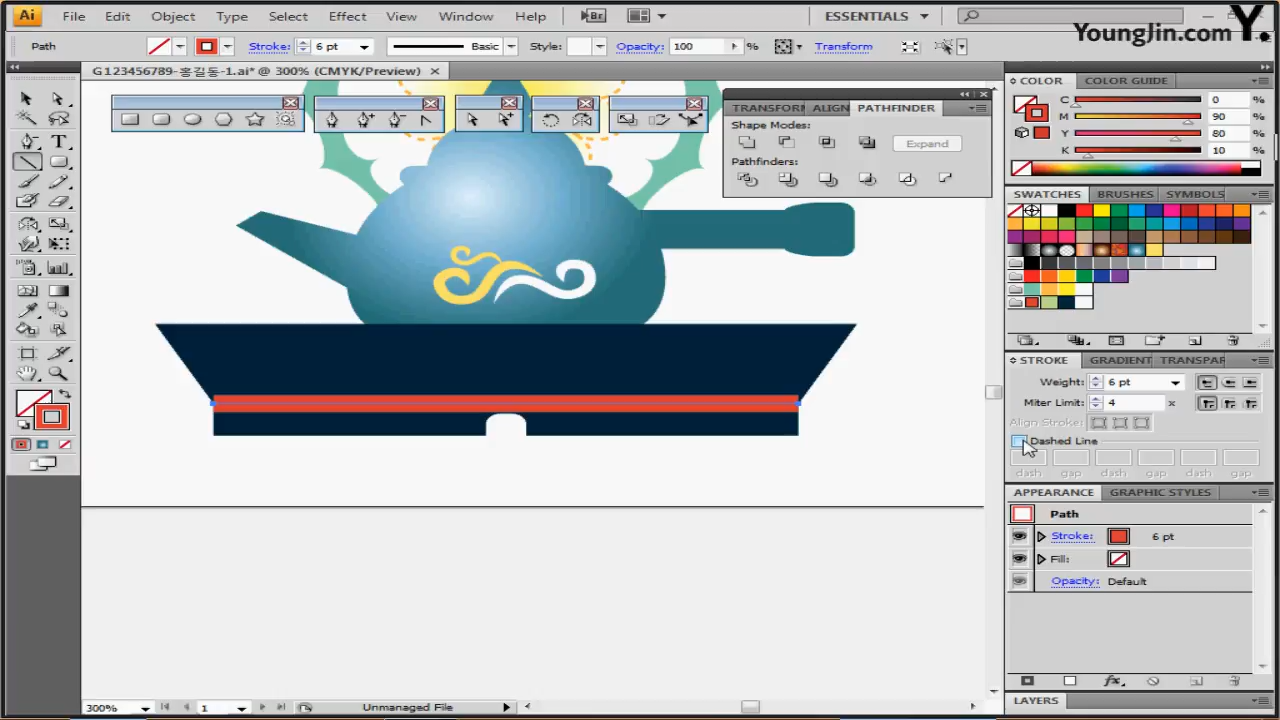 Ai File Edit Object Type Select Effect View Window Help Br ESSENTIALS
YoungJin.com Y.
Path Stroke: 6 pt Basic Style: Opacity: 100 % Transform
G123456789-홍길동-1.ai* @ 300% (CMYK/Preview)
COLOR COLOR GUIDE
C 0 %
M 90 %
Y 80 %
K 10 %
TRANSFORM ALIGN PATHFINDER
Shape Modes:
Expand
Pathfinders:
SWATCHES BRUSHES SYMBOLS
STROKE GRADIENT TRANSPAR
Weight: 6 pt
Miter Limit: 4 x
Align Stroke:
Dashed Line
dash gap dash gap dash gap
APPEARANCE GRAPHIC STYLES
Path
Stroke: 6 pt
Fill:
Opacity: Default
fx
LAYERS
300% 1 Unmanaged File